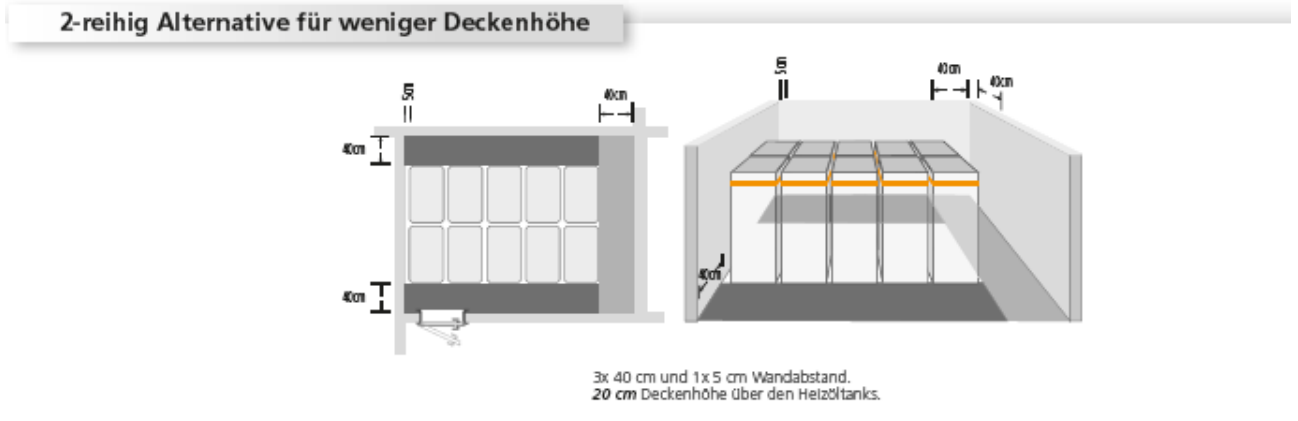 2-reihig Alternative für weniger Deckenhöhe
5cm
40cm
40cm
40cm
5cm
40cm
40cm
40cm
3x 40 cm und 1x 5 cm Wandabstand.
20 cm Deckenhöhe über den Heizöltanks.